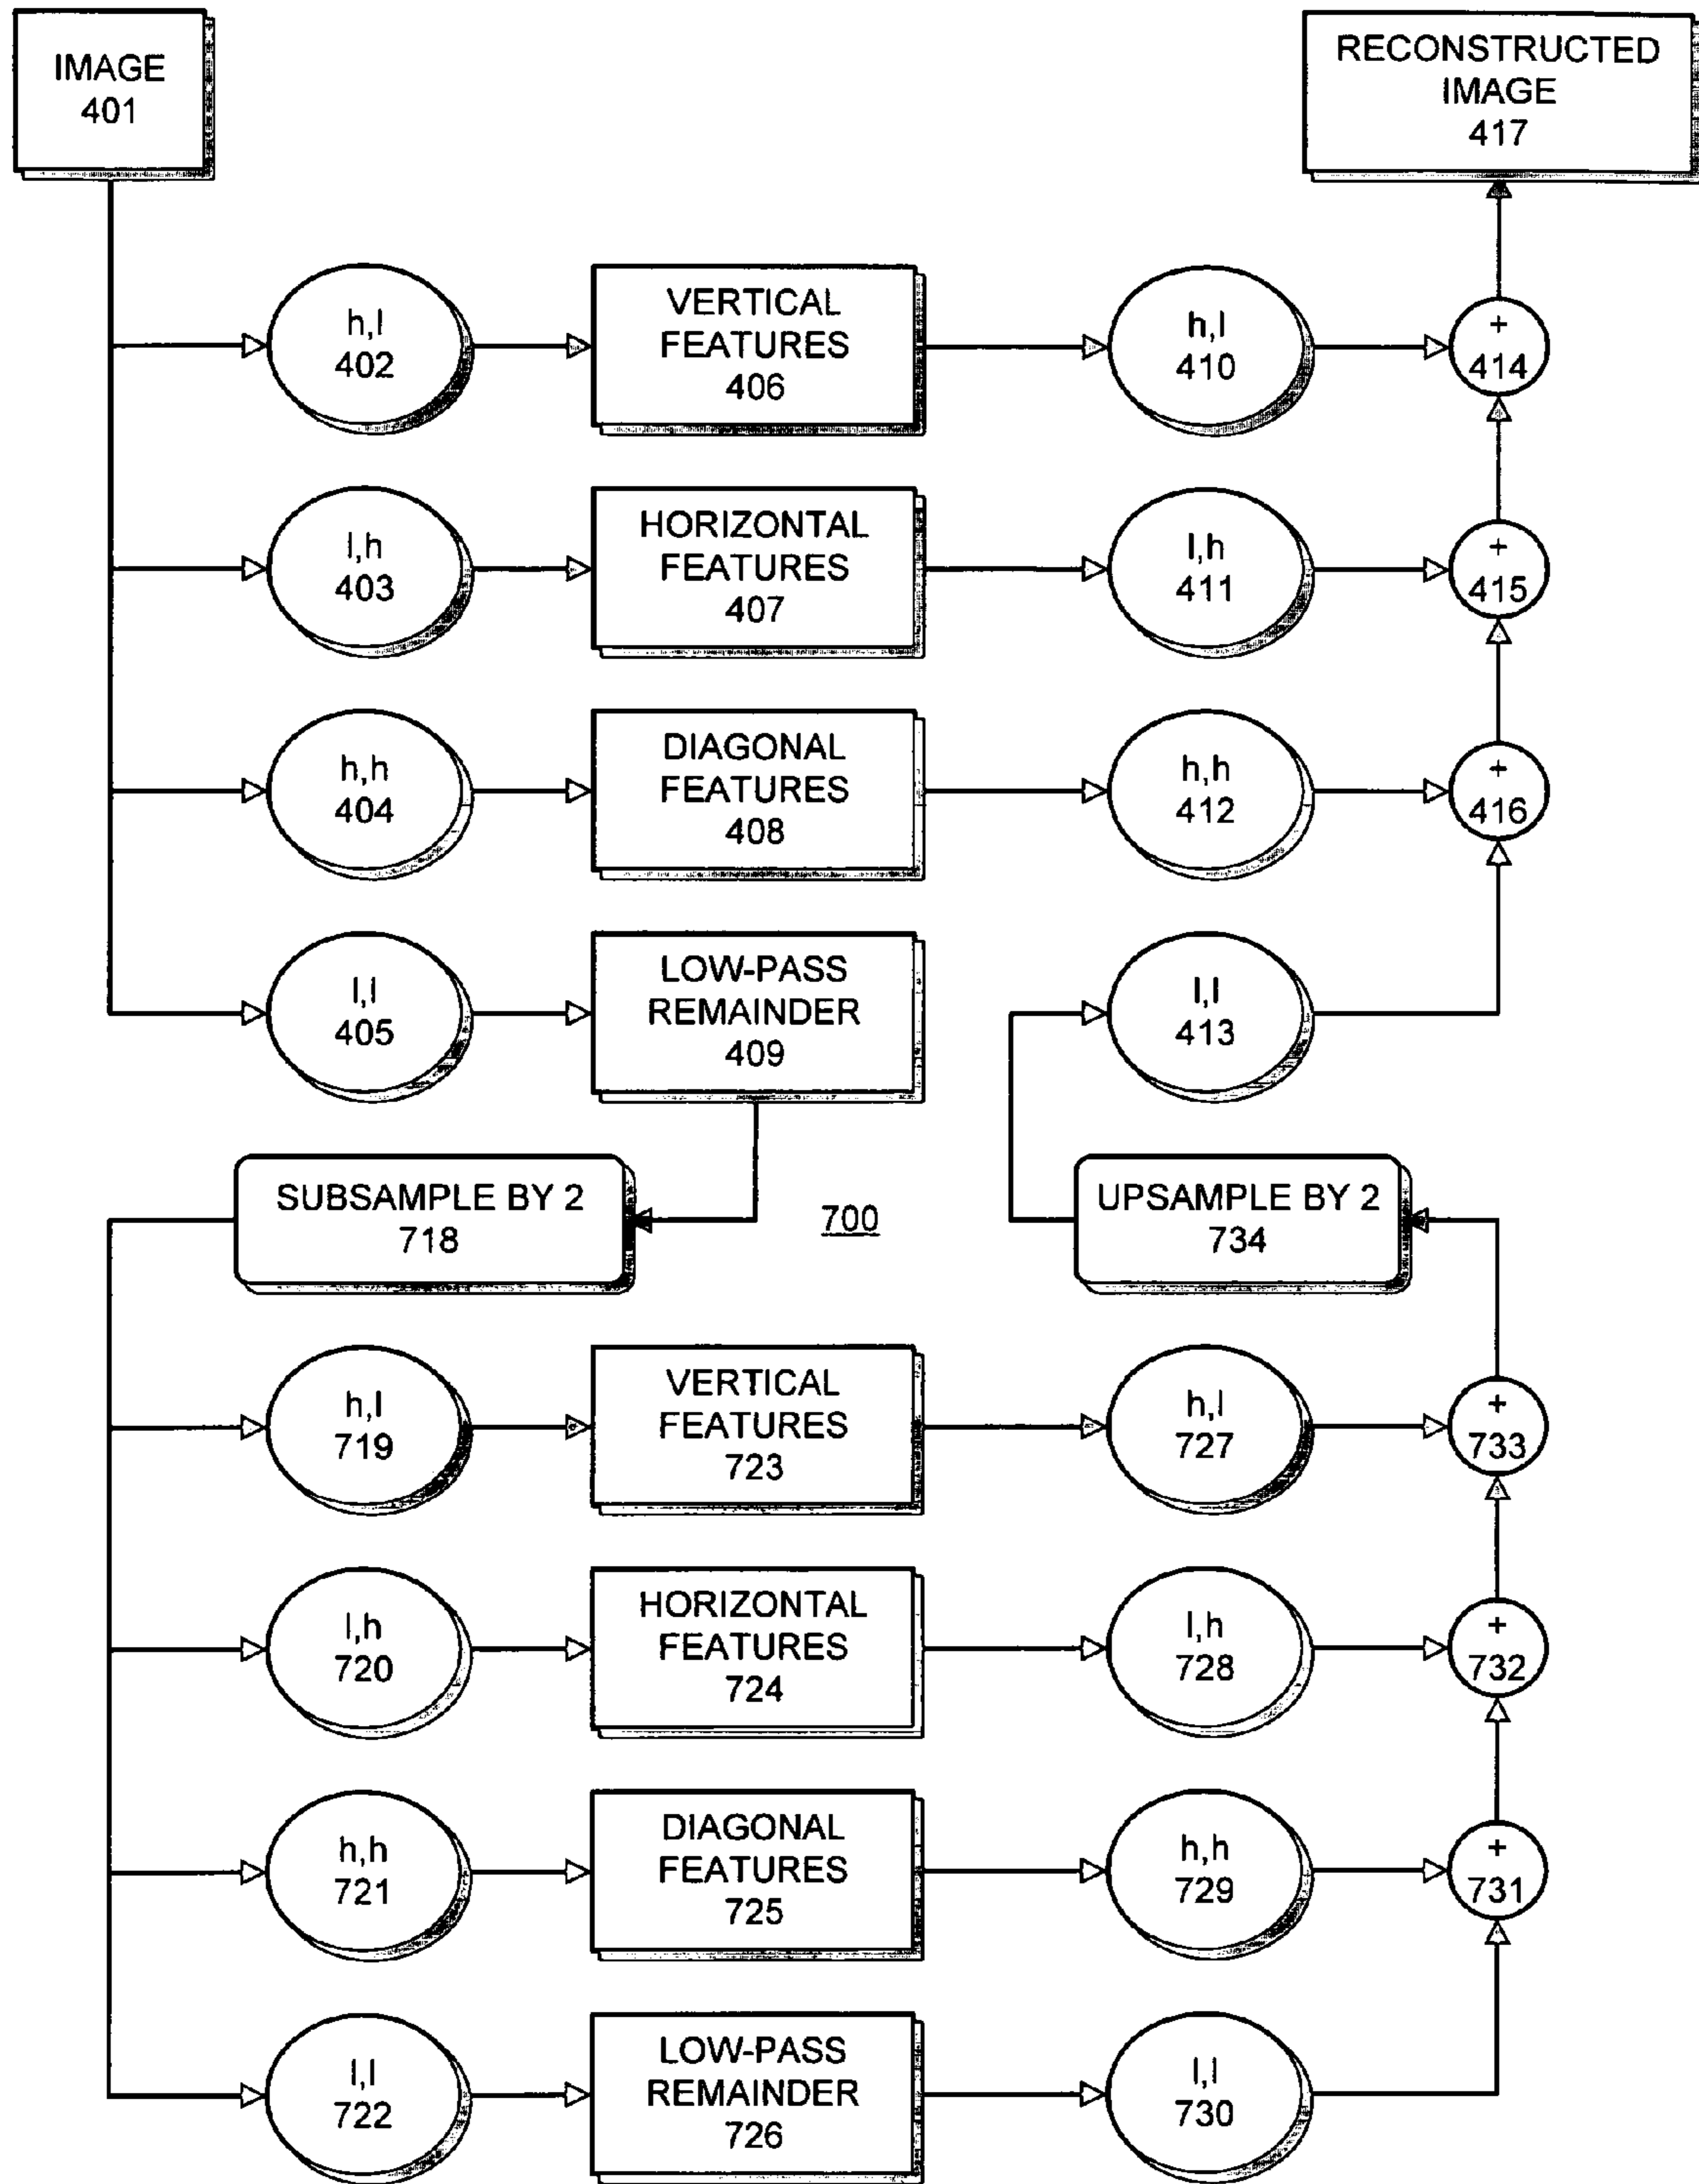 IMAGE
401
RECONSTRUCTED
IMAGE
417
h,l
402
VERTICAL
FEATURES
406
h,l
410
+
414
l,h
403
HORIZONTAL
FEATURES
407
l,h
411
+
415
h,h
404
DIAGONAL
FEATURES
408
h,h
412
+
416
l,l
405
LOW-PASS
REMAINDER
409
l,l
413
SUBSAMPLE BY 2
718
700
UPSAMPLE BY 2
734
h,l
719
VERTICAL
FEATURES
723
h,l
727
+
733
l,h
720
HORIZONTAL
FEATURES
724
l,h
728
+
732
h,h
721
DIAGONAL
FEATURES
725
h,h
729
+
731
l,l
722
LOW-PASS
REMAINDER
726
l,l
730